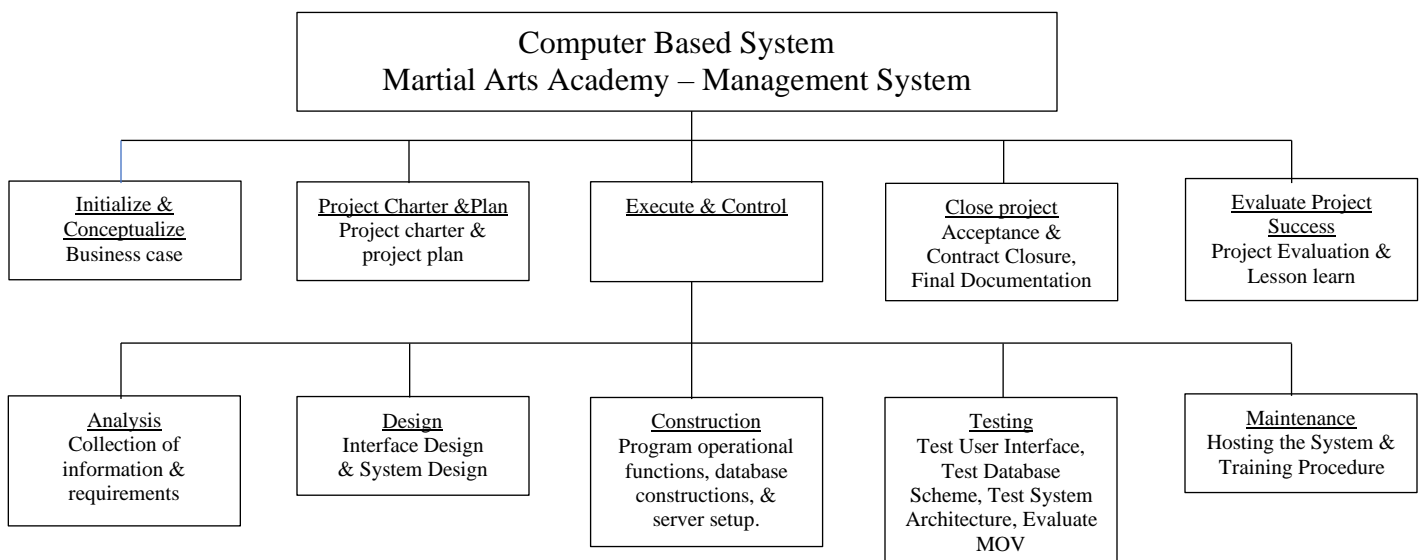 Computer Based System
Martial Arts Academy – Management System
Initialize &
Conceptualize
Business case
Project Charter &Plan
Project charter &
project plan
Execute & Control
Close project
Acceptance &
Contract Closure,
Final Documentation
Evaluate Project
Success
Project Evaluation &
Lesson learn
Analysis
Collection of
information &
requirements
Design
Interface Design
& System Design
Construction
Program operational
functions, database
constructions, &
server setup.
Testing
Test User Interface,
Test Database
Scheme, Test System
Architecture, Evaluate
MOV
Maintenance
Hosting the System &
Training Procedure